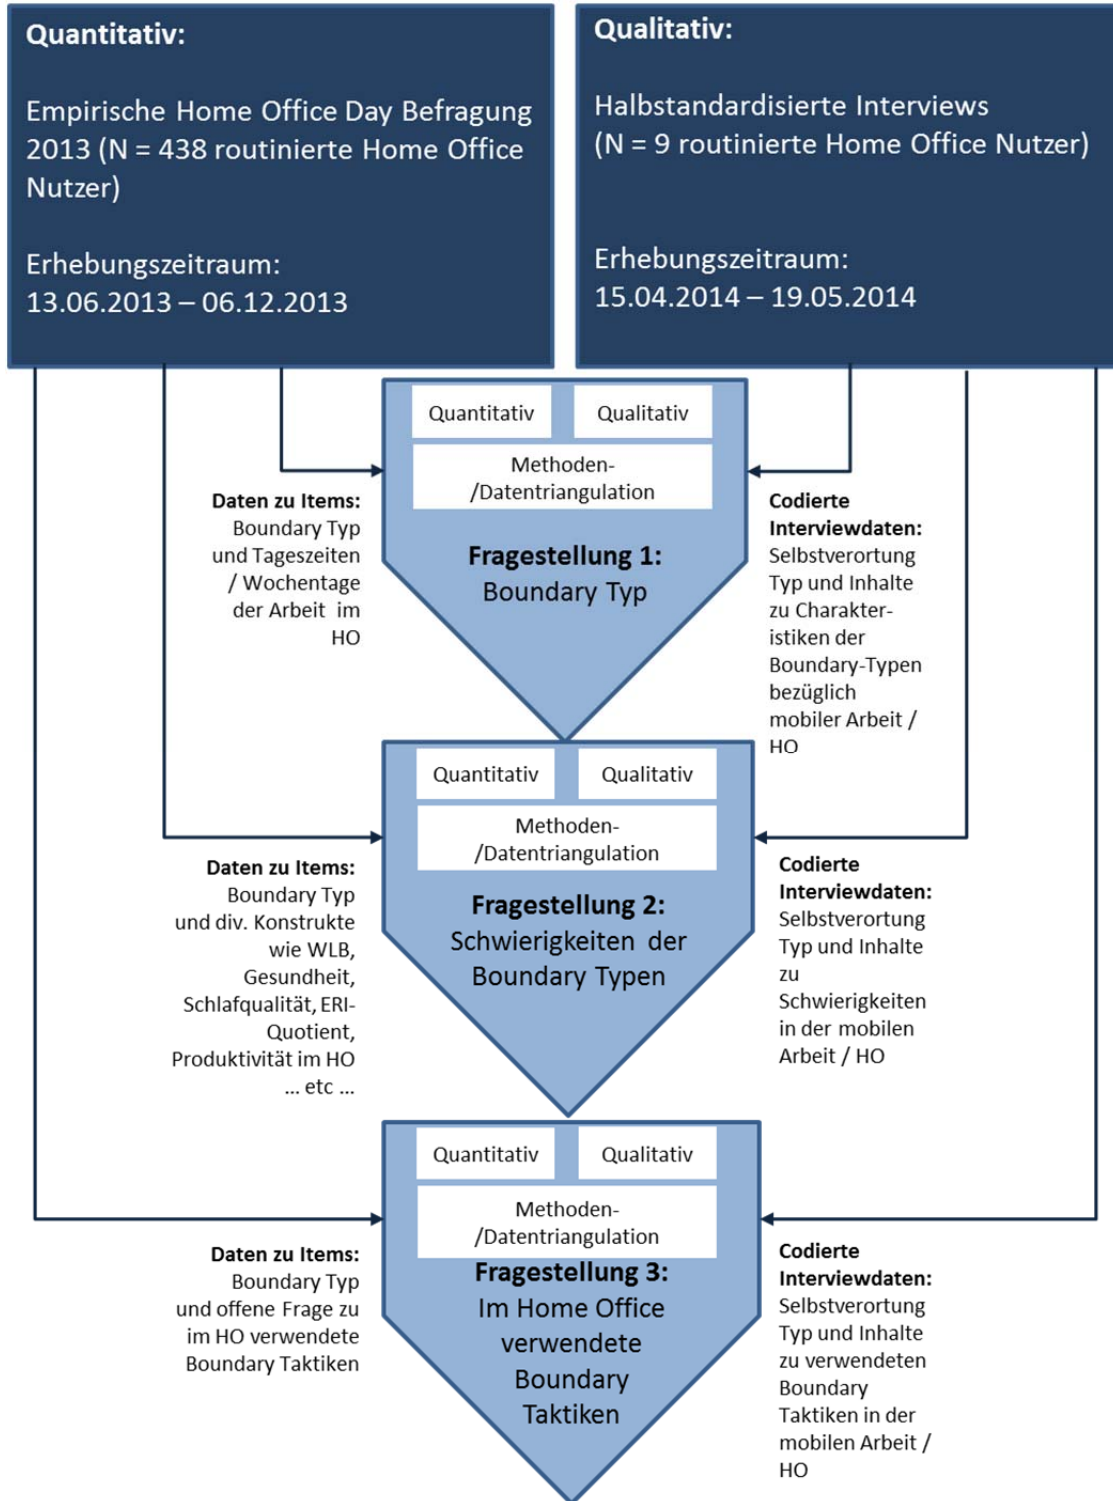 Quantitativ:
Empirische Home Office Day Befragung
2013 (N = 438 routinierte Home Office
Nutzer)
Erhebungszeitraum:
13.06.2013 – 06.12.2013
Qualitativ:
Halbstandardisierte Interviews
(N = 9 routinierte Home Office Nutzer)
Erhebungszeitraum:
15.04.2014 – 19.05.2014
Quantitativ
Qualitativ
Methoden-
/Datentriangulation
Fragestellung 1:
Boundary Typ
Daten zu Items:
Boundary Typ
und Tageszeiten
/ Wochentage
der Arbeit im
HO
Codierte
Interviewdaten:
Selbstverortung
Typ und Inhalte
zu Charakter-
istiken der
Boundary-Typen
bezüglich
mobiler Arbeit /
HO
Quantitativ
Qualitativ
Methoden-
/Datentriangulation
Fragestellung 2:
Schwierigkeiten der
Boundary Typen
Daten zu Items:
Boundary Typ
und div. Konstrukte
wie WLB,
Gesundheit,
Schlafqualität, ERI-
Quotient,
Produktivität im HO
... etc ...
Codierte
Interviewdaten:
Selbstverortung
Typ und Inhalte
zu
Schwierigkeiten
in der mobilen
Arbeit / HO
Quantitativ
Qualitativ
Methoden-
/Datentriangulation
Fragestellung 3:
Im Home Office
verwendete
Boundary
Taktiken
Daten zu Items:
Boundary Typ
und offene Frage zu
im HO verwendete
Boundary Taktiken
Codierte
Interviewdaten:
Selbstverortung
Typ und Inhalte
zu verwendeten
Boundary
Taktiken in der
mobilen Arbeit /
HO